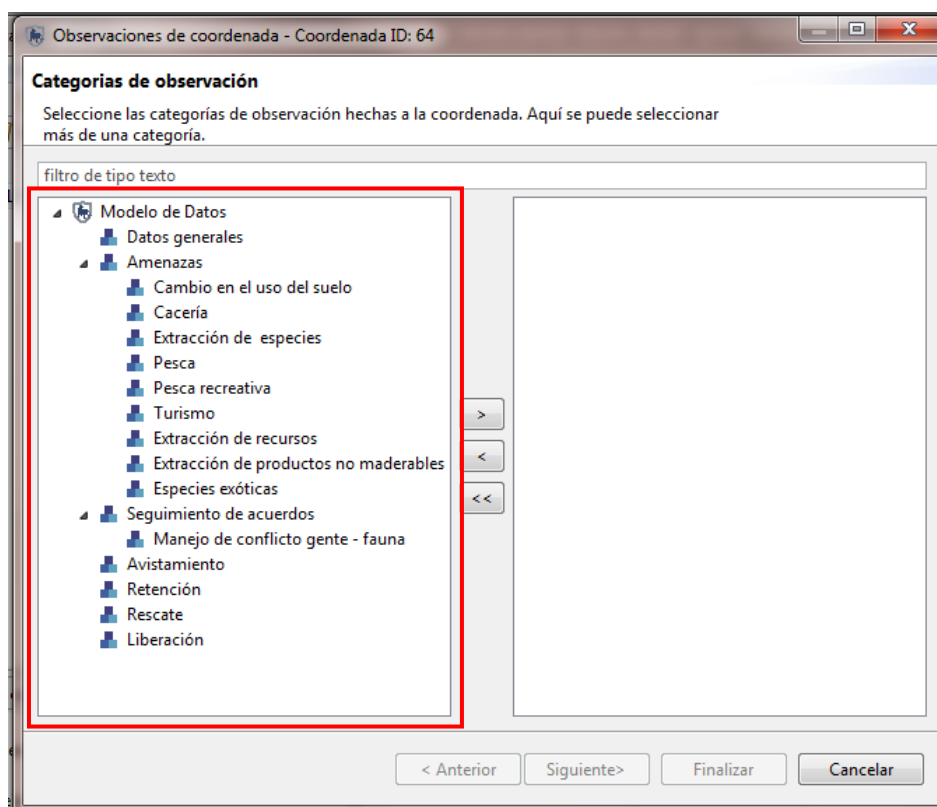 Observaciones de coordenada - Coordenada ID: 64
Categorias de observación
Seleccione las categorías de observación hechas a la coordenada. Aquí se puede seleccionar
más de una categoría.
filtro de tipo texto
Modelo de Datos
Datos generales
Amenazas
Cambio en el uso del suelo
Cacería
Extracción de especies
Pesca
Pesca recreativa
Turismo
Extracción de recursos
Extracción de productos no maderables
Especies exóticas
Seguimiento de acuerdos
Manejo de conflicto gente - fauna
Avistamiento
Retención
Rescate
Liberación
>
<
<<
< Anterior
Siguiente>
Finalizar
Cancelar